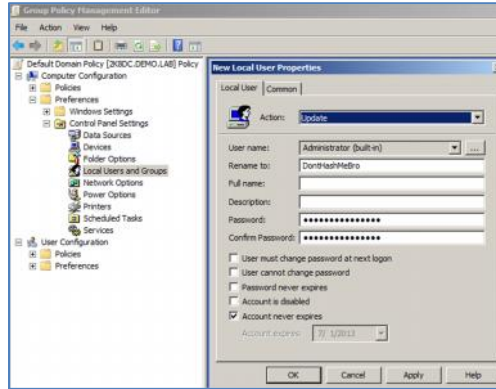 Group Policy Management Editor
File Action View Help
Default Domain Policy [2K8DC.DEMO.LAB] Policy
Computer Configuration
Policies
Preferences
Windows Settings
Control Panel Settings
Data Sources
Devices
Folder Options
Local Users and Groups
Network Options
Power Options
Printers
Scheduled Tasks
Services
User Configuration
Policies
Preferences
New Local User Properties
Local User Common
Action: Update
User name: Administrator (built-in) ...
Rename to: DontHashMeBro
Full name:
Description:
Password: •••••••••••••••
Confirm Password: •••••••••••••••
User must change password at next logon
User cannot change password
Password never expires
Account is disabled
Account never expires
Account expires: 7/ 1/2013
OK Cancel Apply Help